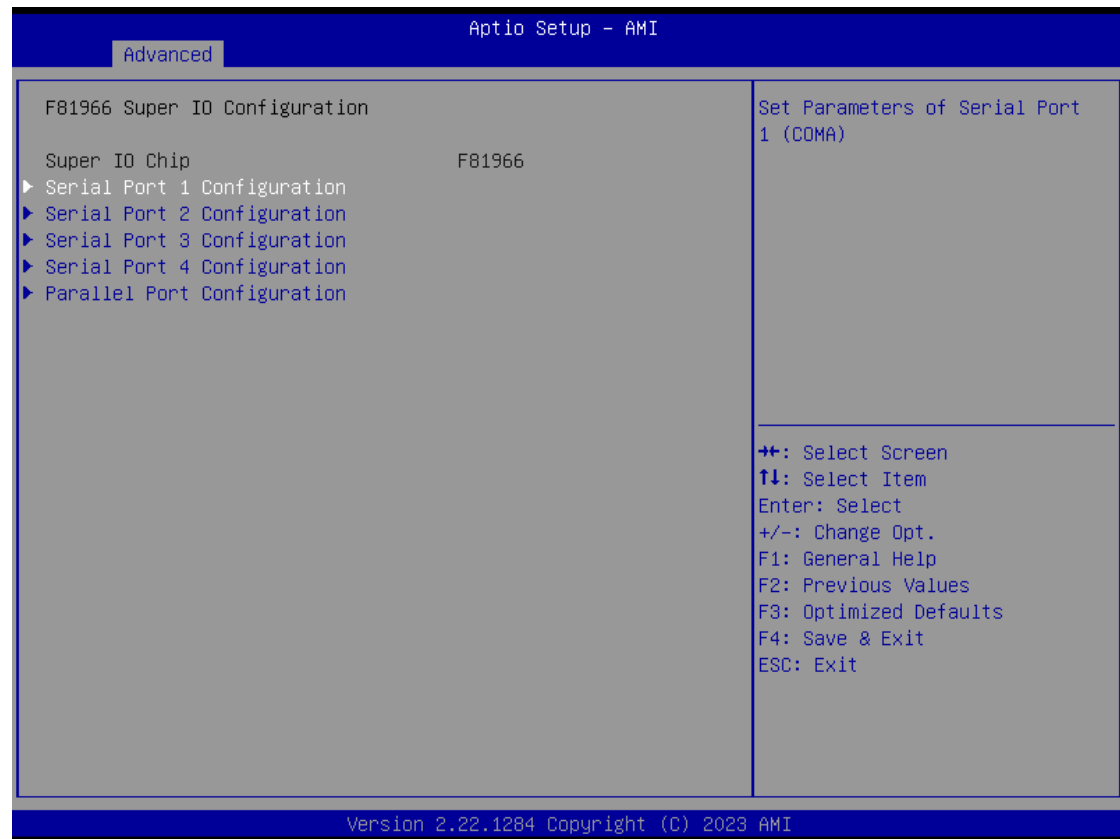 Aptio Setup – AMI
Advanced
F81966 Super IO Configuration
Super IO Chip F81966
Serial Port 1 Configuration
Serial Port 2 Configuration
Serial Port 3 Configuration
Serial Port 4 Configuration
Parallel Port Configuration
Set Parameters of Serial Port
1 (COMA)
→←: Select Screen
↑↓: Select Item
Enter: Select
+/-: Change Opt.
F1: General Help
F2: Previous Values
F3: Optimized Defaults
F4: Save & Exit
ESC: Exit
Version 2.22.1284 Copyright (C) 2023 AMI